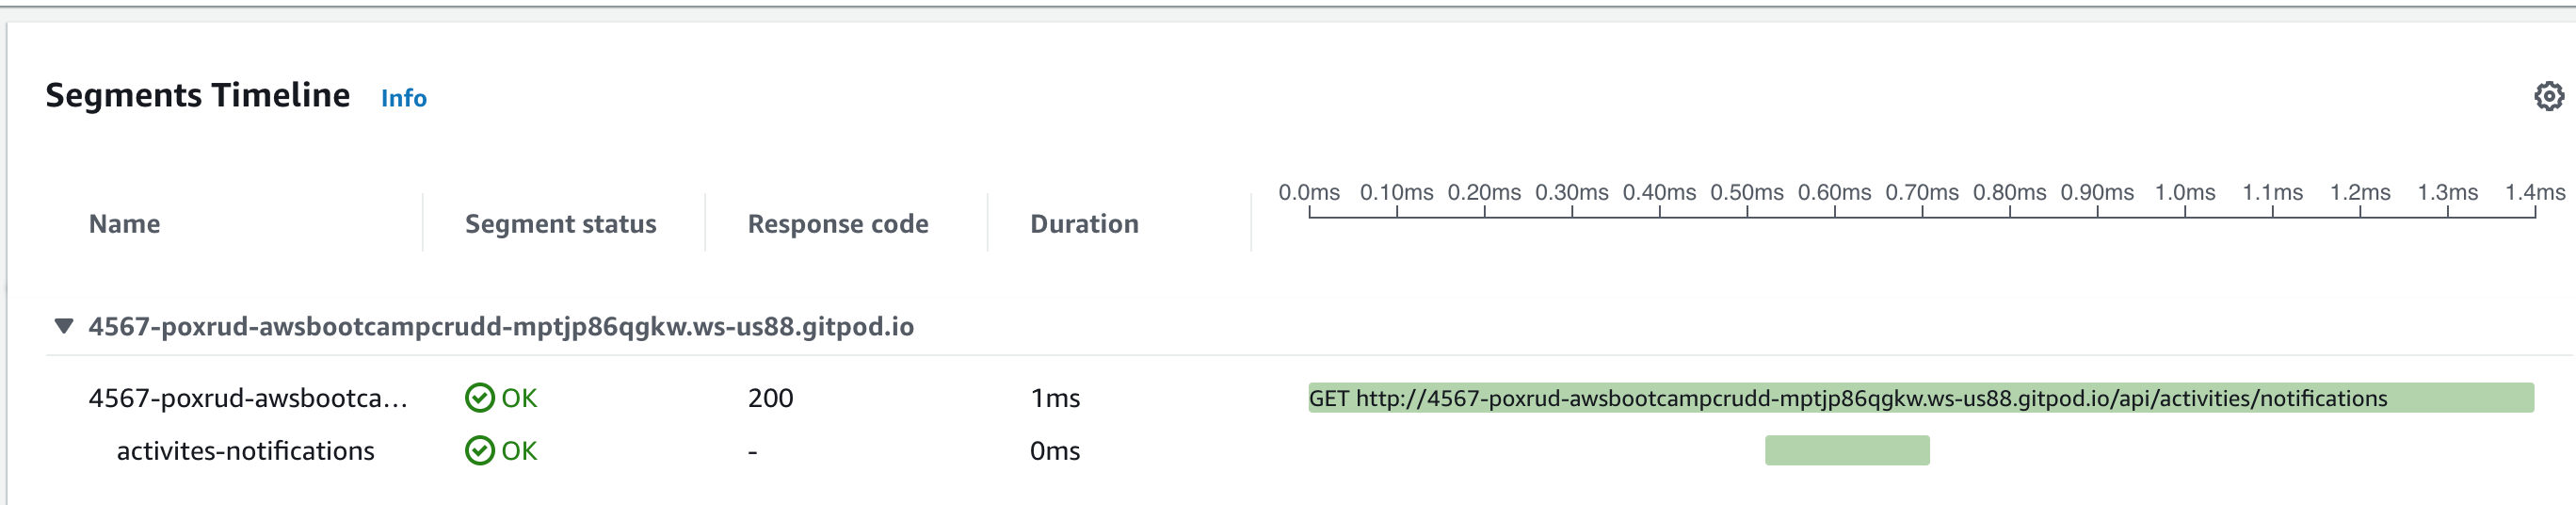 Segments Timeline Info
0.0ms 0.10ms 0.20ms 0.30ms 0.40ms 0.50ms 0.60ms 0.70ms 0.80ms 0.90ms 1.0ms 1.1ms 1.2ms 1.3ms 1.4ms
Name Segment status Response code Duration
4567-poxrud-awsbootcampcrudd-mptjp86qgkw.ws-us88.gitpod.io
4567-poxrud-awsbootca... OK 200 1ms GET http://4567-poxrud-awsbootcampcrudd-mptjp86qgkw.ws-us88.gitpod.io/api/activities/notifications
activites-notifications OK - 0ms